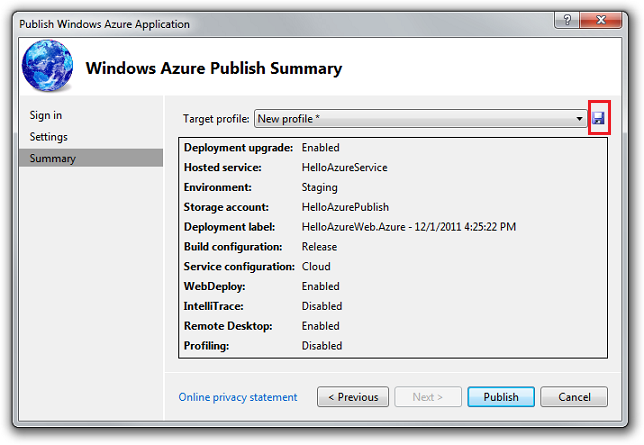 Publish Windows Azure Application
Windows Azure Publish Summary
Sign in
Settings
Summary
Target profile: New profile *
Deployment upgrade: Enabled
Hosted service: HelloAzureService
Environment: Staging
Storage account: HelloAzurePublish
Deployment label: HelloAzureWeb.Azure - 12/1/2011 4:25:22 PM
Build configuration: Release
Service configuration: Cloud
WebDeploy: Enabled
IntelliTrace: Disabled
Remote Desktop: Enabled
Profiling: Disabled
Online privacy statement < Previous Next > Publish Cancel